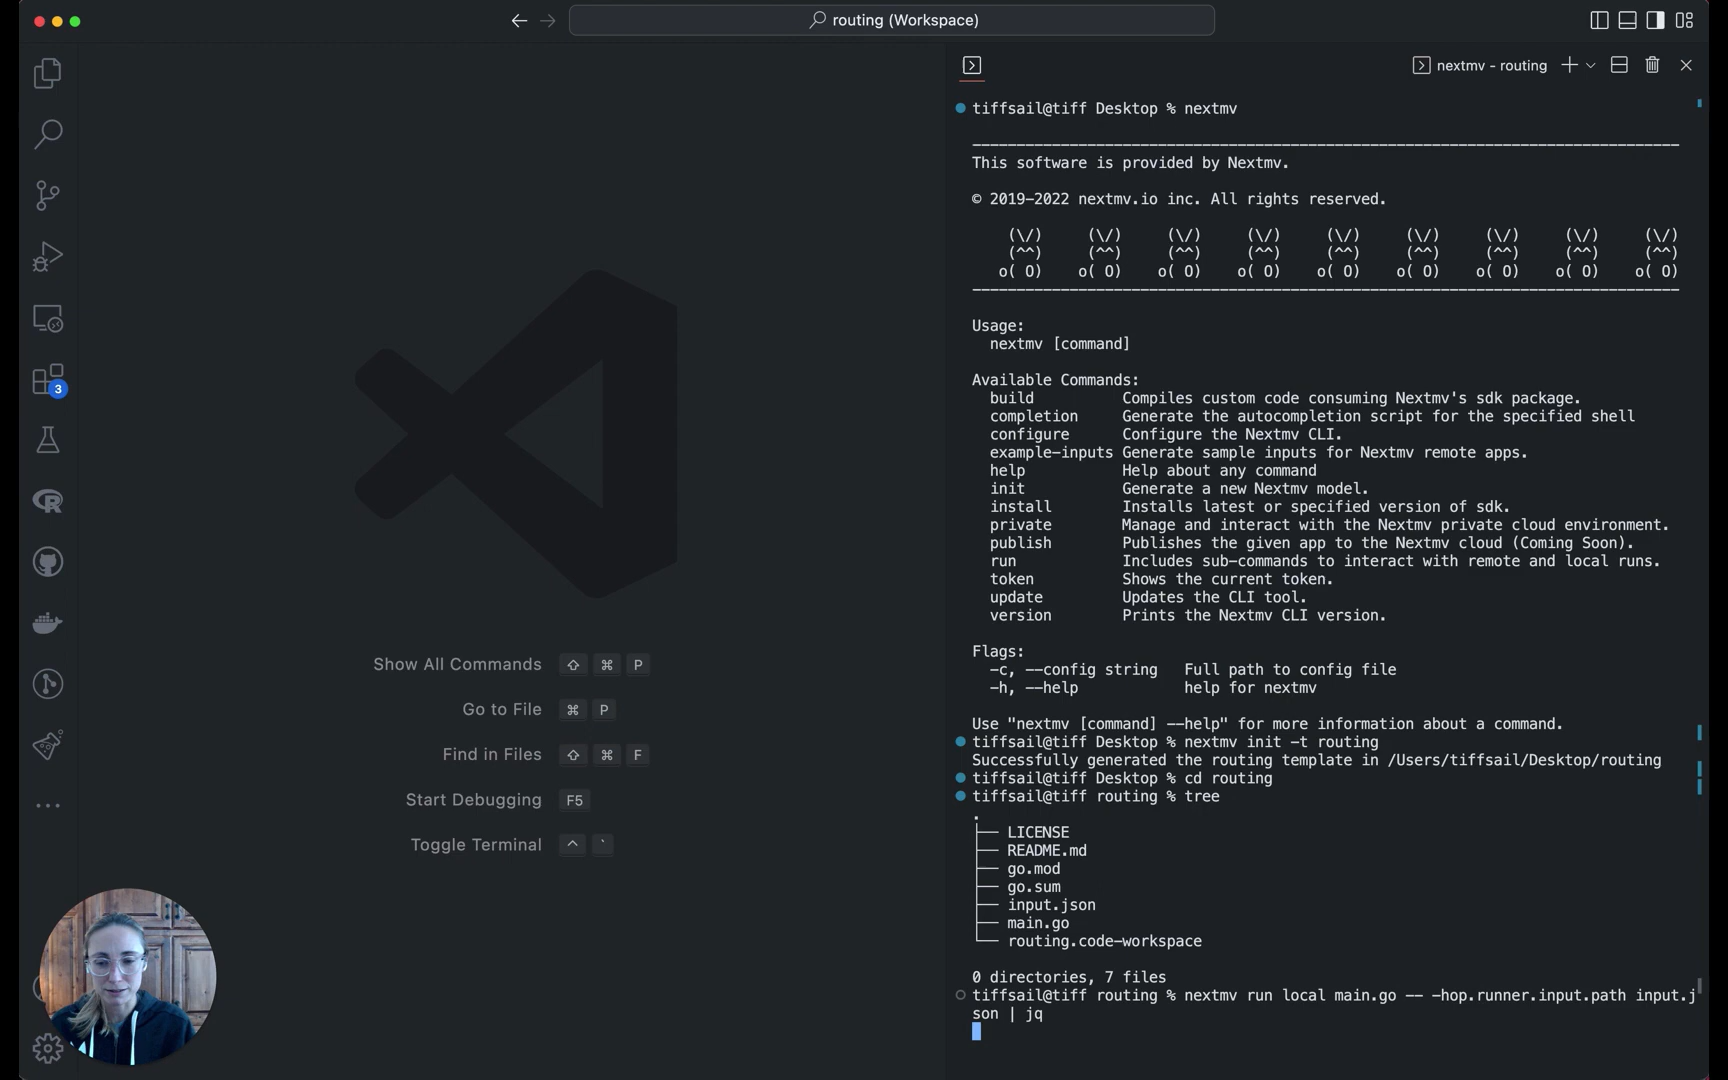 routing (Workspace)
nextmv - routing
tiffsail@tiff Desktop % nextmv
────────────────────────────────────────────────────────────────────────────────
This software is provided by Nextmv.
© 2019–2022 nextmv.io inc. All rights reserved.
(\/) (\/) (\/) (\/) (\/) (\/) (\/) (\/) (\/)
(^^) (^^) (^^) (^^) (^^) (^^) (^^) (^^) (^^)
o( O) o( O) o( O) o( O) o( O) o( O) o( O) o( O) o( O)
────────────────────────────────────────────────────────────────────────────────
Usage:
nextmv [command]
Available Commands:
build Compiles custom code consuming Nextmv's sdk package.
completion Generate the autocompletion script for the specified shell
configure Configure the Nextmv CLI.
example-inputs Generate sample inputs for Nextmv remote apps.
help Help about any command
init Generate a new Nextmv model.
install Installs latest or specified version of sdk.
private Manage and interact with the Nextmv private cloud environment.
publish Publishes the given app to the Nextmv cloud (Coming Soon).
run Includes sub-commands to interact with remote and local runs.
token Shows the current token.
update Updates the CLI tool.
version Prints the Nextmv CLI version.
Flags:
-c, --config string Full path to config file
-h, --help help for nextmv
Use "nextmv [command] --help" for more information about a command.
tiffsail@tiff Desktop % nextmv init -t routing
Successfully generated the routing template in /Users/tiffsail/Desktop/routing
tiffsail@tiff Desktop % cd routing
tiffsail@tiff routing % tree
.
├── LICENSE
├── README.md
├── go.mod
├── go.sum
├── input.json
├── main.go
└── routing.code-workspace
0 directories, 7 files
tiffsail@tiff routing % nextmv run local main.go -- -hop.runner.input.path input.j
son | jq
3
R
Show All Commands ⇧ ⌘ P
Go to File ⌘ P
Find in Files ⇧ ⌘ F
Start Debugging F5
Toggle Terminal ^ `